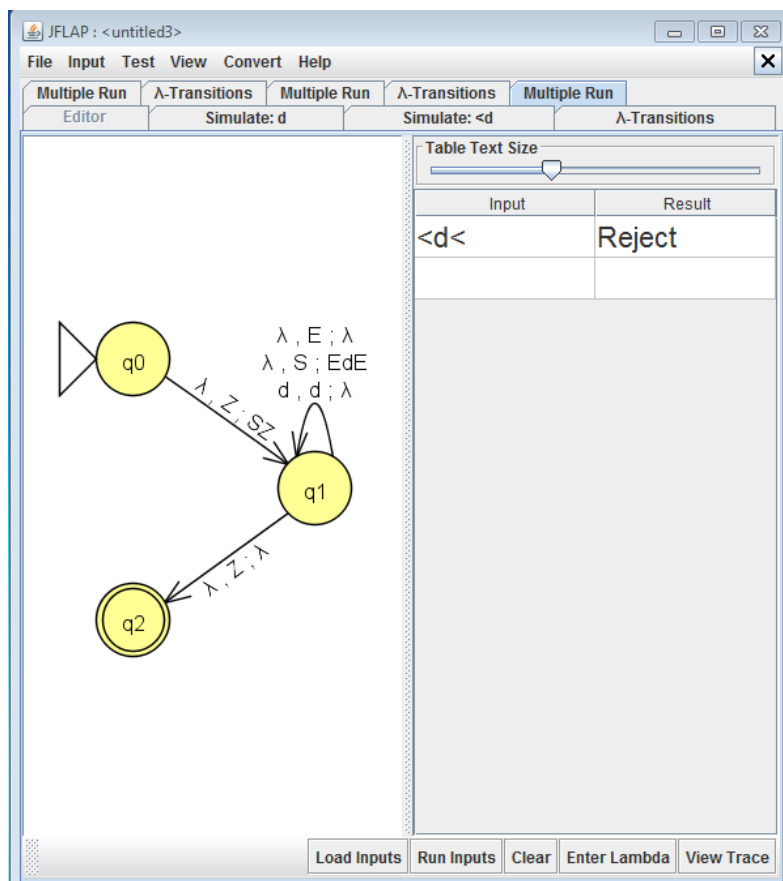 JFLAP : <untitled3>
File Input Test View Convert Help
Multiple Run λ-Transitions Multiple Run λ-Transitions Multiple Run
Editor Simulate: d Simulate: <d λ-Transitions
Table Text Size
Input Result
<d< Reject
λ , E ; λ
λ , S ; EdE
d , d ; λ
q0
λ , Z ; SZ
q1
λ , Z ; λ
q2
Load Inputs Run Inputs Clear Enter Lambda View Trace